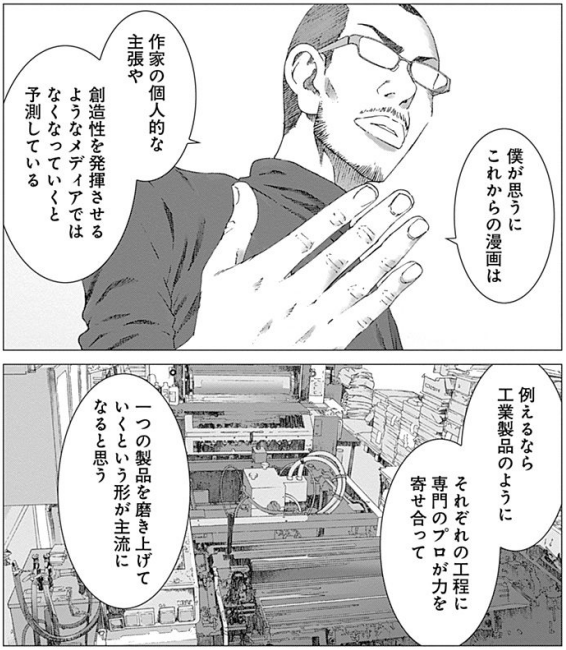 僕が思うに
これからの漫画は
作家の個人的な
主張や
創造性を発揮させる
ようなメディアでは
なくなっていくと
予測している
例えるなら
工業製品のように
それぞれの工程に
専門のプロが力を
寄せ合って
一つの製品を磨き上げて
いくという形が主流に
なると思う